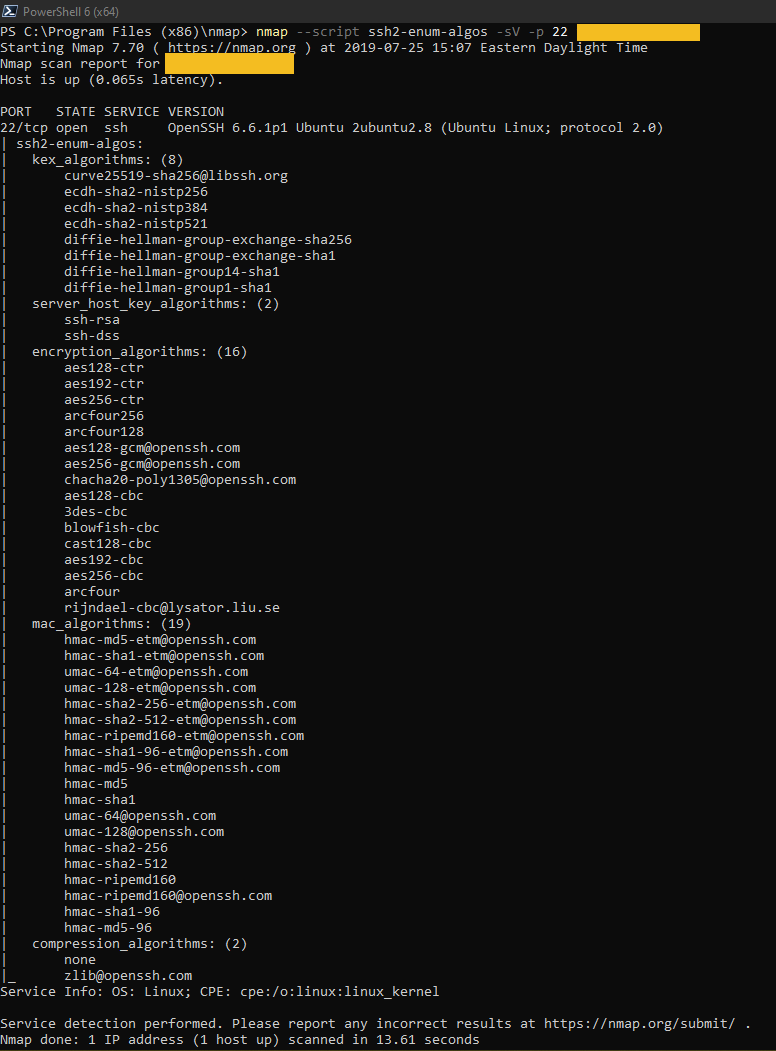 PowerShell 6 (x64)
PS C:\Program Files (x86)\nmap> nmap --script ssh2-enum-algos -sV -p 22
Starting Nmap 7.70 ( https://nmap.org ) at 2019-07-25 15:07 Eastern Daylight Time
Nmap scan report for
Host is up (0.065s latency).
PORT   STATE SERVICE VERSION
22/tcp open  ssh     OpenSSH 6.6.1p1 Ubuntu 2ubuntu2.8 (Ubuntu Linux; protocol 2.0)
| ssh2-enum-algos:
|   kex_algorithms: (8)
|       curve25519-sha256@libssh.org
|       ecdh-sha2-nistp256
|       ecdh-sha2-nistp384
|       ecdh-sha2-nistp521
|       diffie-hellman-group-exchange-sha256
|       diffie-hellman-group-exchange-sha1
|       diffie-hellman-group14-sha1
|       diffie-hellman-group1-sha1
|   server_host_key_algorithms: (2)
|       ssh-rsa
|       ssh-dss
|   encryption_algorithms: (16)
|       aes128-ctr
|       aes192-ctr
|       aes256-ctr
|       arcfour256
|       arcfour128
|       aes128-gcm@openssh.com
|       aes256-gcm@openssh.com
|       chacha20-poly1305@openssh.com
|       aes128-cbc
|       3des-cbc
|       blowfish-cbc
|       cast128-cbc
|       aes192-cbc
|       aes256-cbc
|       arcfour
|       rijndael-cbc@lysator.liu.se
|   mac_algorithms: (19)
|       hmac-md5-etm@openssh.com
|       hmac-sha1-etm@openssh.com
|       umac-64-etm@openssh.com
|       umac-128-etm@openssh.com
|       hmac-sha2-256-etm@openssh.com
|       hmac-sha2-512-etm@openssh.com
|       hmac-ripemd160-etm@openssh.com
|       hmac-sha1-96-etm@openssh.com
|       hmac-md5-96-etm@openssh.com
|       hmac-md5
|       hmac-sha1
|       umac-64@openssh.com
|       umac-128@openssh.com
|       hmac-sha2-256
|       hmac-sha2-512
|       hmac-ripemd160
|       hmac-ripemd160@openssh.com
|       hmac-sha1-96
|       hmac-md5-96
|   compression_algorithms: (2)
|       none
|_      zlib@openssh.com
Service Info: OS: Linux; CPE: cpe:/o:linux:linux_kernel
Service detection performed. Please report any incorrect results at https://nmap.org/submit/ .
Nmap done: 1 IP address (1 host up) scanned in 13.61 seconds